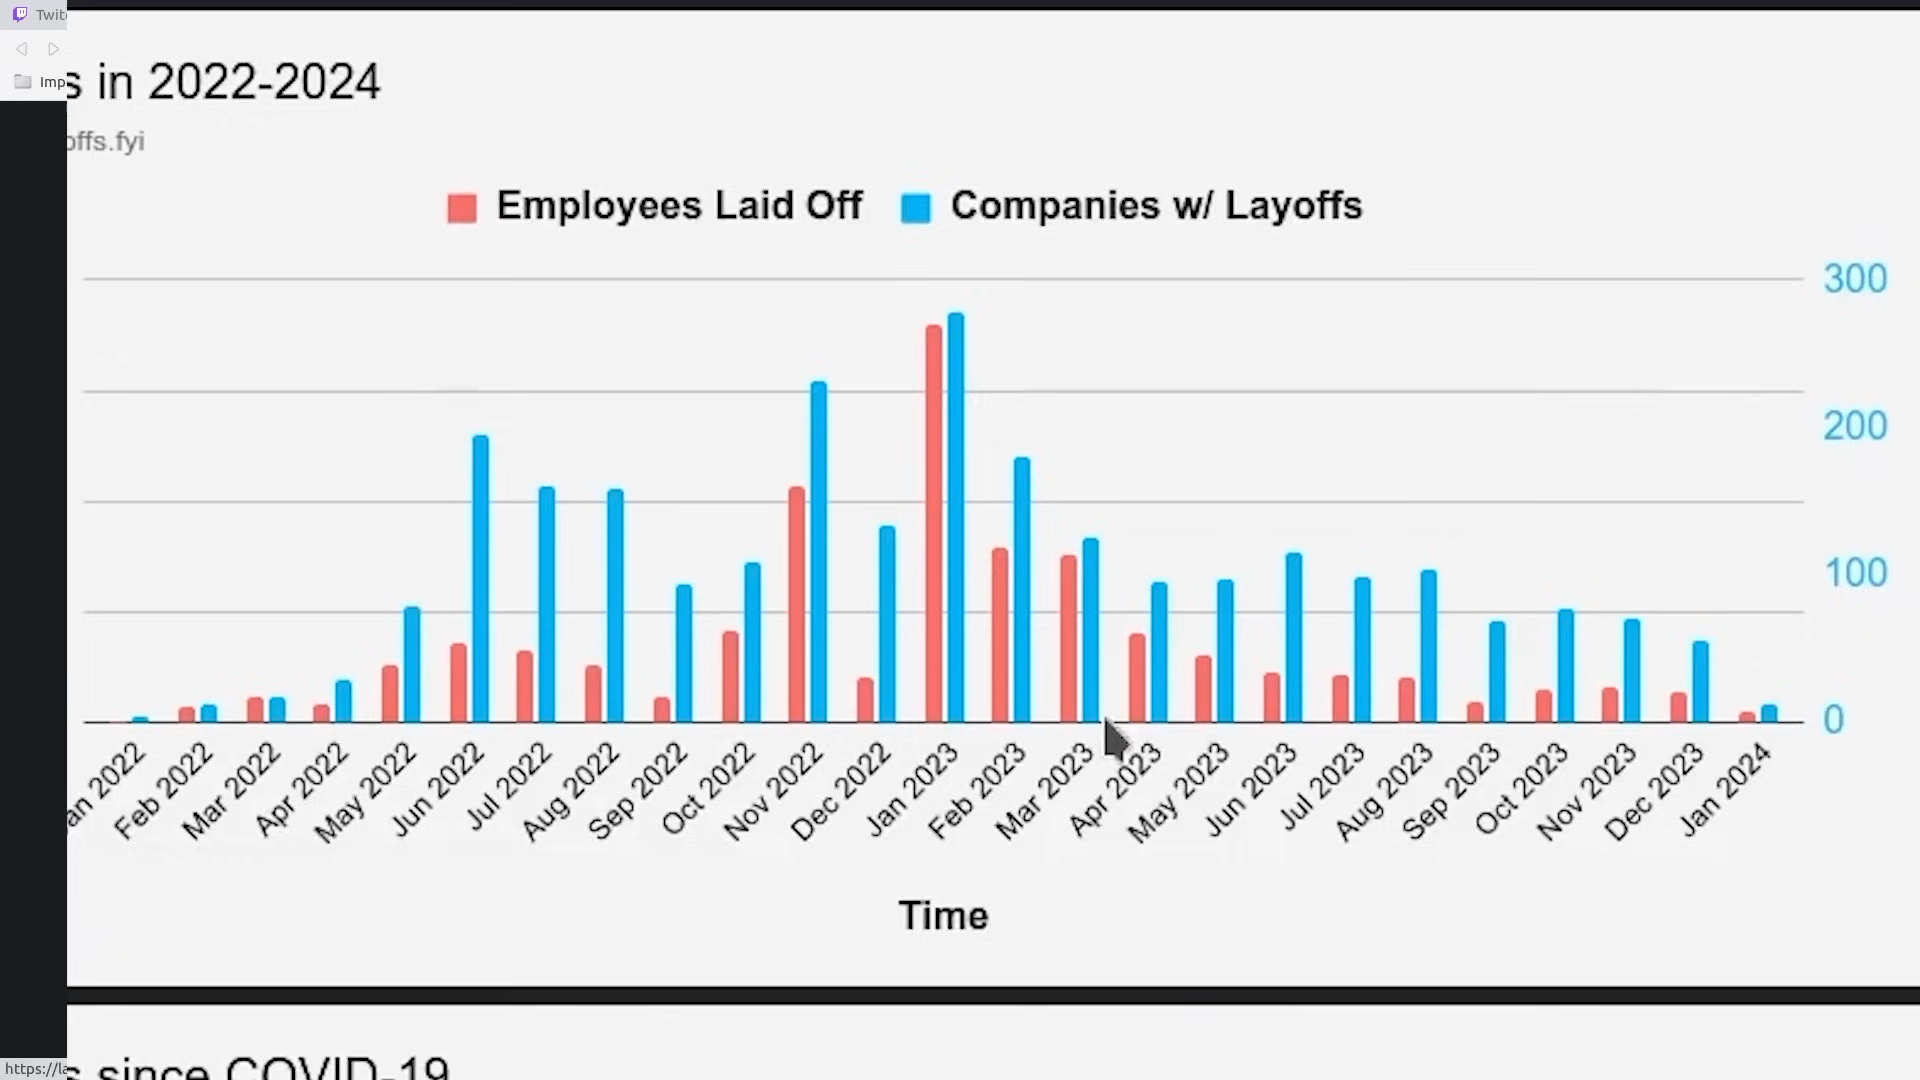 Twit
Imp
s in 2022-2024
offs.fyi
Employees Laid Off Companies w/ Layoffs
300
200
100
0
Jan 2022 Feb 2022 Mar 2022 Apr 2022 May 2022 Jun 2022 Jul 2022 Aug 2022 Sep 2022 Oct 2022 Nov 2022 Dec 2022 Jan 2023 Feb 2023 Mar 2023 Apr 2023 May 2023 Jun 2023 Jul 2023 Aug 2023 Sep 2023 Oct 2023 Nov 2023 Dec 2023 Jan 2024
Time
https://la
s since COVID-19